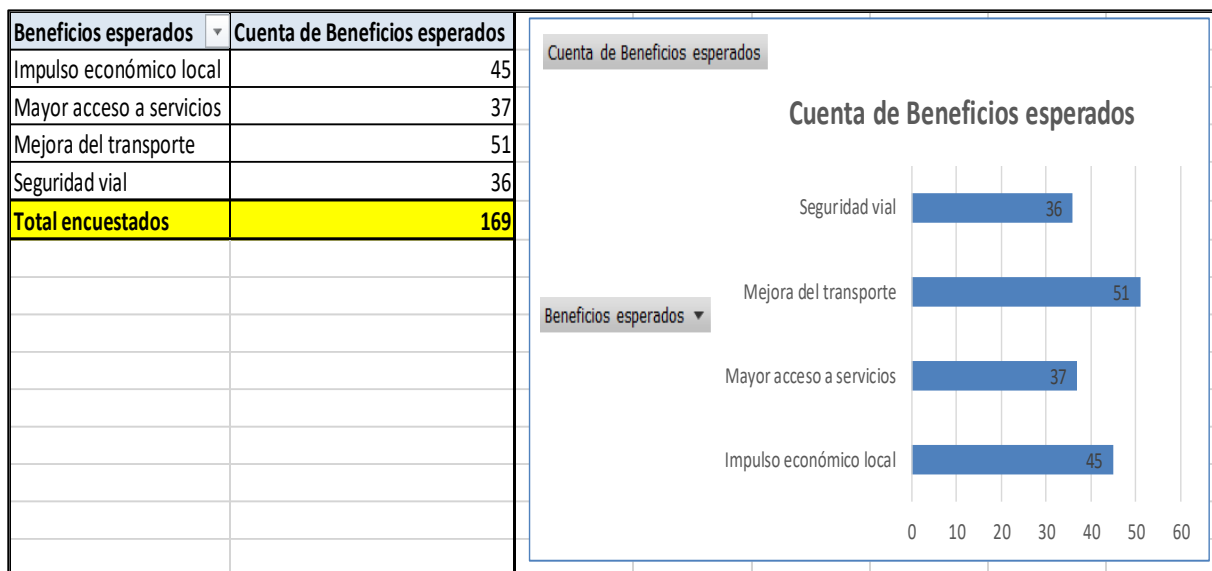 Beneficios esperados Cuenta de Beneficios esperados
Impulso económico local 45
Mayor acceso a servicios 37
Mejora del transporte 51
Seguridad vial 36
Total encuestados 169
Cuenta de Beneficios esperados
Cuenta de Beneficios esperados
Seguridad vial 36
Mejora del transporte 51
Beneficios esperados
Mayor acceso a servicios 37
Impulso económico local 45
0 10 20 30 40 50 60